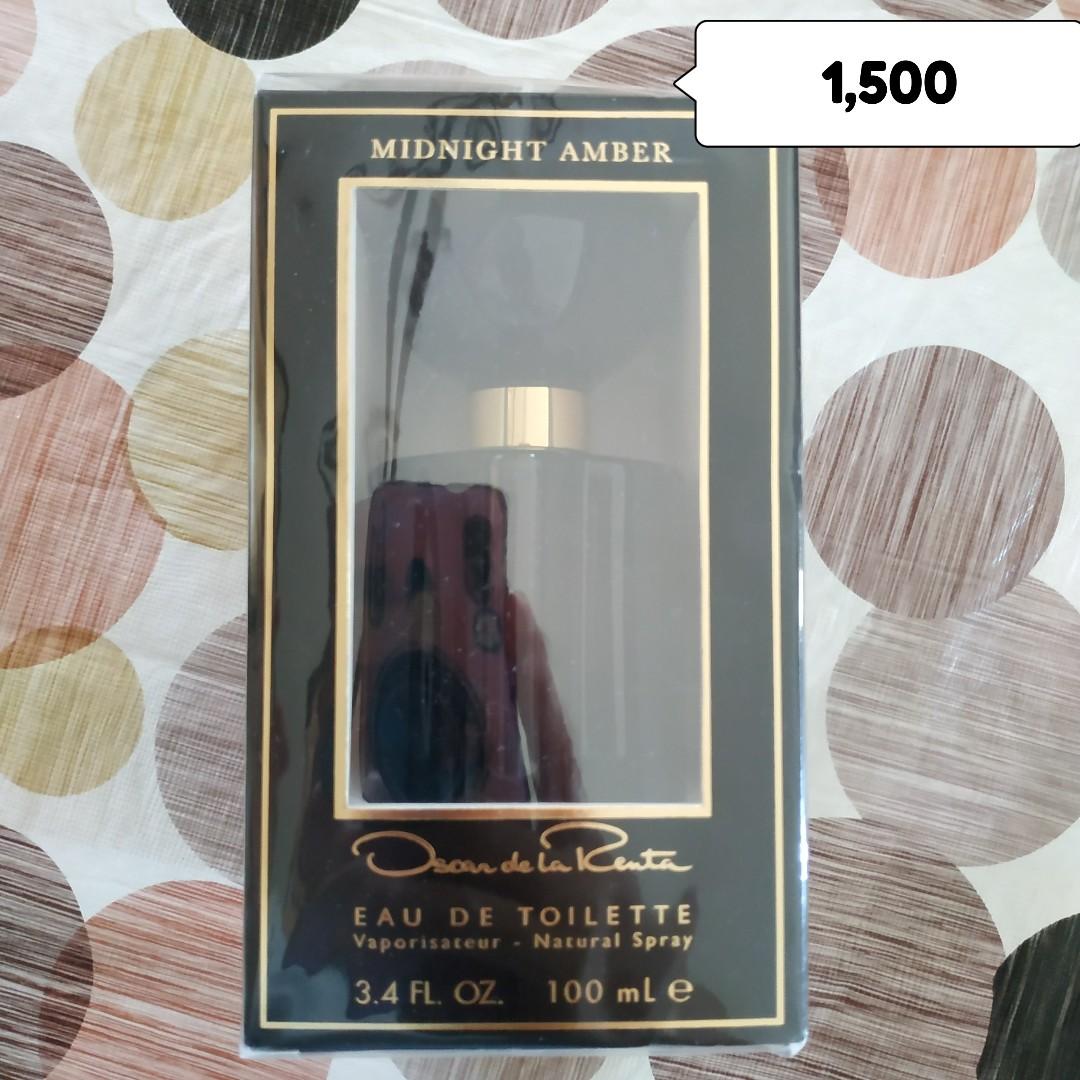 1,500
MIDNIGHT AMBER
Oscar de la Renta
EAU DE TOILETTE
Vaporisateur - Natural Spray
3.4 FL. OZ. 100 mL ℮